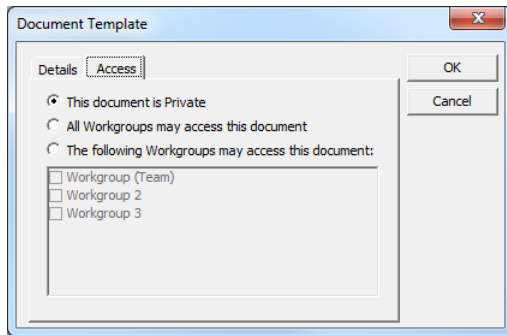 Document Template
Details Access
OK
Cancel
This document is Private
All Workgroups may access this document
The following Workgroups may access this document:
Workgroup (Team)
Workgroup 2
Workgroup 3